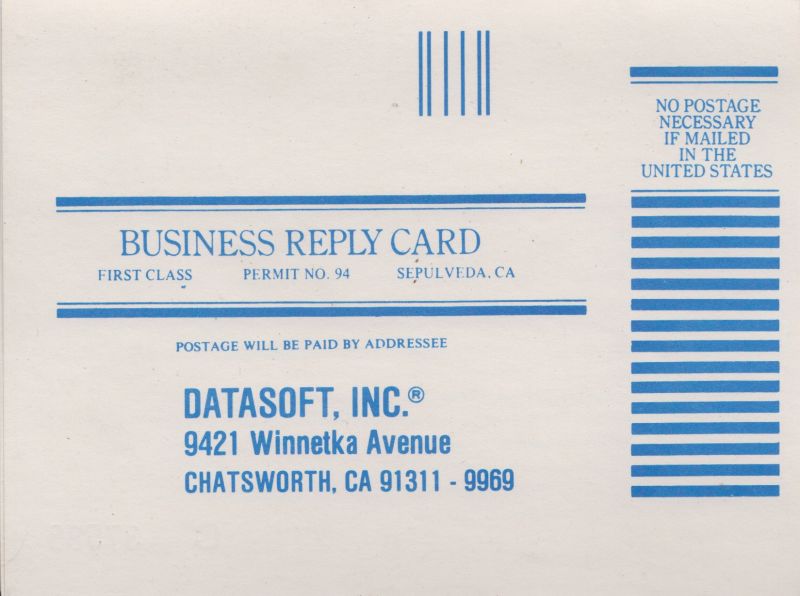 NO POSTAGE
NECESSARY
IF MAILED
IN THE
UNITED STATES
BUSINESS REPLY CARD
FIRST CLASS PERMIT NO. 94 SEPULVEDA, CA
POSTAGE WILL BE PAID BY ADDRESSEE
DATASOFT, INC.®
9421 Winnetka Avenue
CHATSWORTH, CA 91311 - 9969